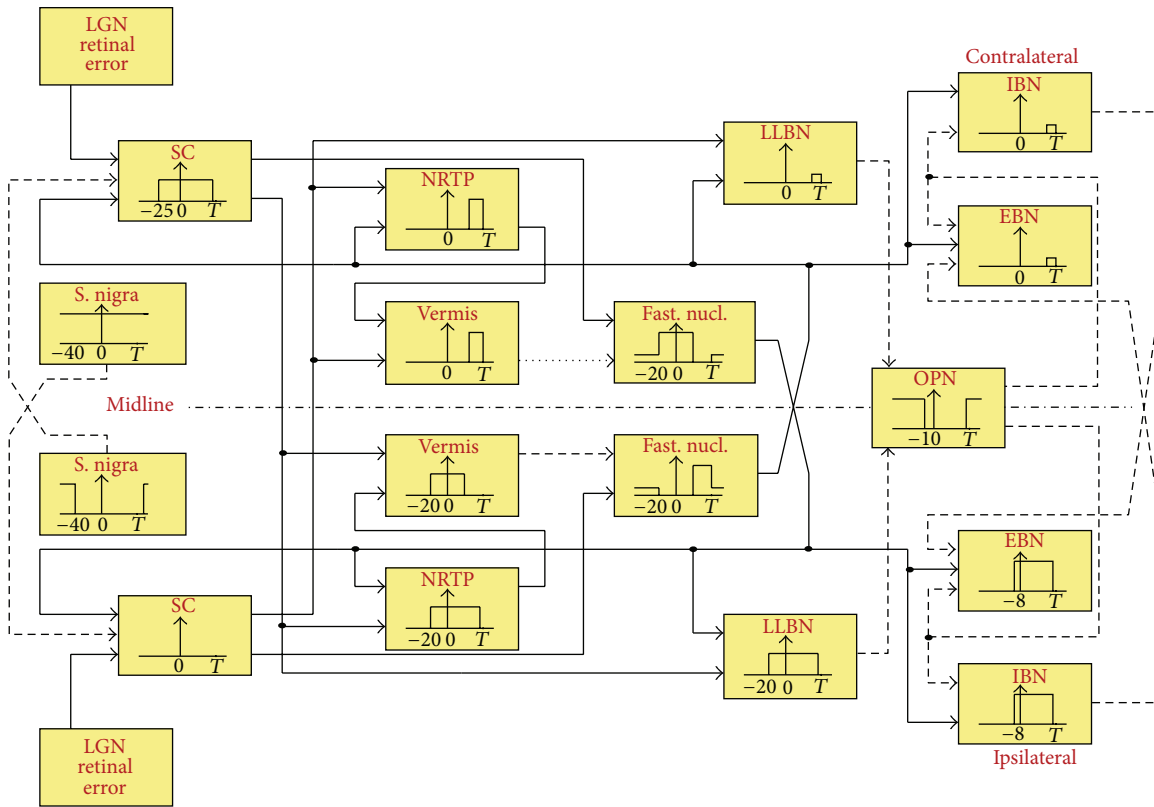 LGN
retinal
error
Contralateral
IBN
0 T
LLBN
0 T
SC
−25 0 T
NRTP
0 T
EBN
0 T
S. nigra
−40 0 T
Vermis
0 T
Fast. nucl.
−20 0 T
OPN
−10 T
Midline
Vermis
−20 0 T
Fast. nucl.
−20 0 T
S. nigra
−40 0 T
EBN
−8 T
NRTP
−20 0 T
SC
0 T
LLBN
−20 0 T
IBN
−8 T
LGN
retinal
error
Ipsilateral